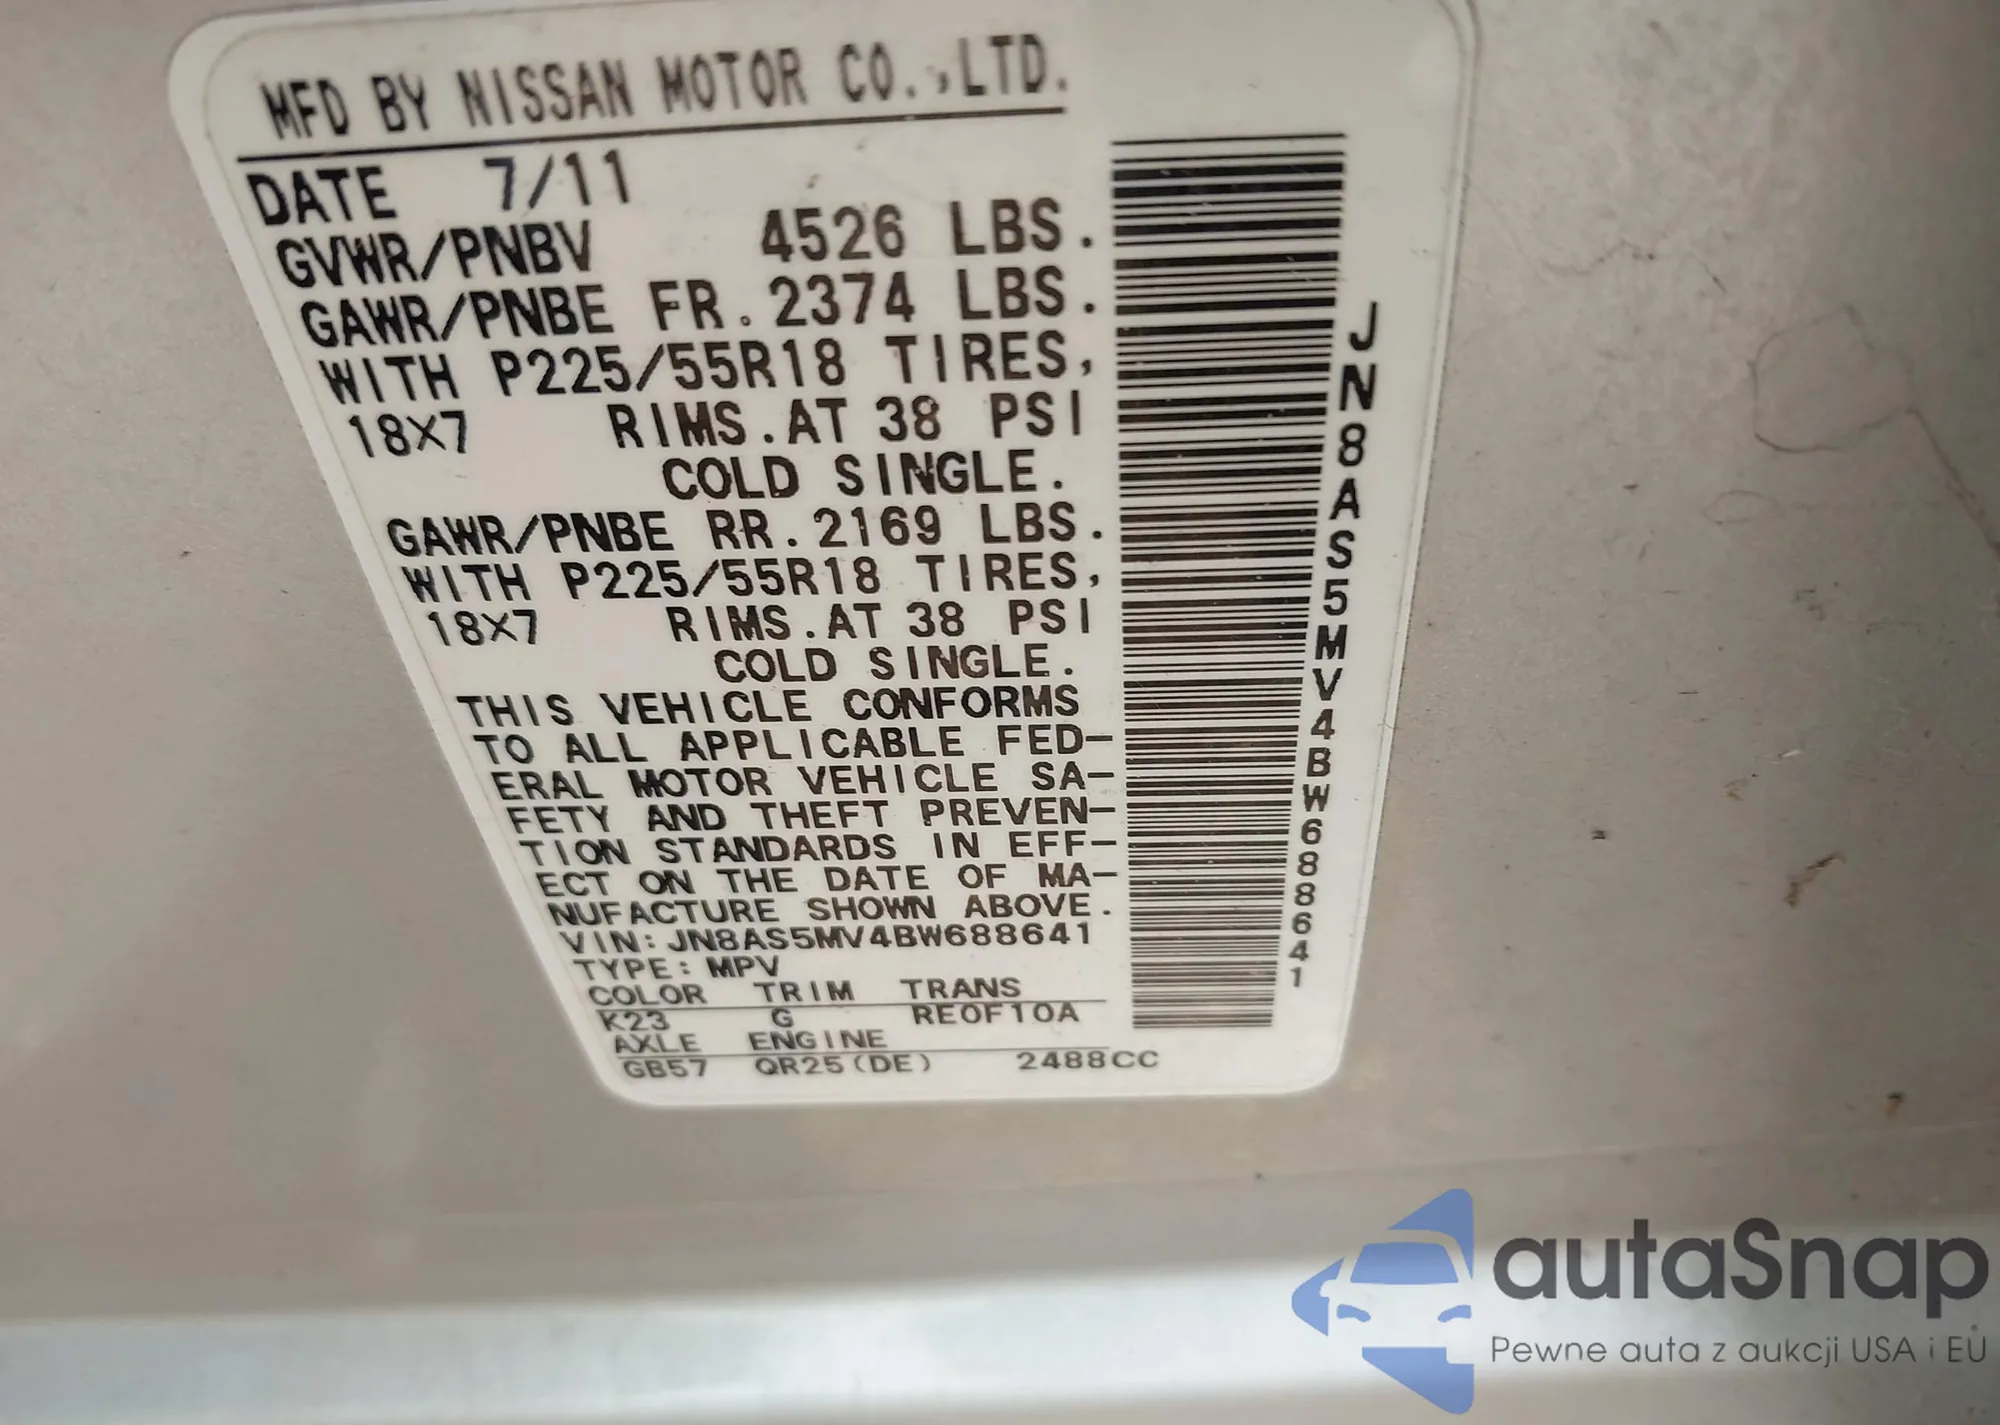 MFD BY NISSAN MOTOR CO.,LTD.
DATE 7/11
GVWR/PNBV 4526 LBS.
GAWR/PNBE FR.2374 LBS.
WITH P225/55R18 TIRES,
18X7 RIMS.AT 38 PSI
COLD SINGLE.
GAWR/PNBE RR.2169 LBS.
WITH P225/55R18 TIRES,
18X7 RIMS.AT 38 PSI
COLD SINGLE.
THIS VEHICLE CONFORMS
TO ALL APPLICABLE FED-
ERAL MOTOR VEHICLE SA-
FETY AND THEFT PREVEN-
TION STANDARDS IN EFF-
ECT ON THE DATE OF MA-
NUFACTURE SHOWN ABOVE.
VIN: JN8AS5MV4BW688641
TYPE: MPV
COLOR TRIM TRANS
K23 G RE0F10A
AXLE ENGINE
GB57 QR25(DE) 2488CC
JN8AS5MV4BW688641
autaSnap
Pewne auta z aukcji USA i EU